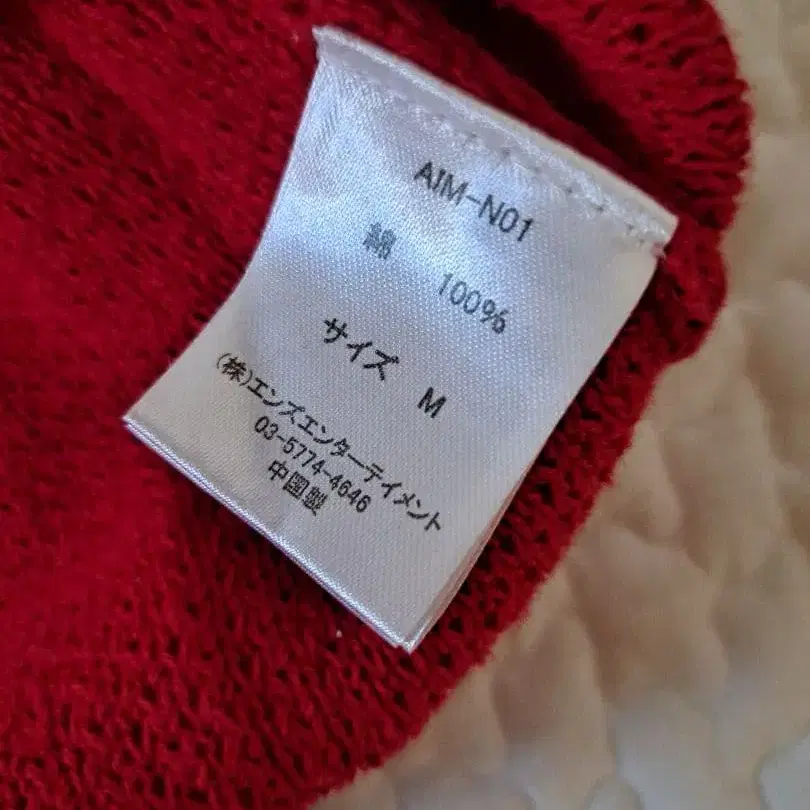 AIM-N01
綿 100%
サイズ M
(株)エンズエンターテイメント
03-5774-4646
中国製